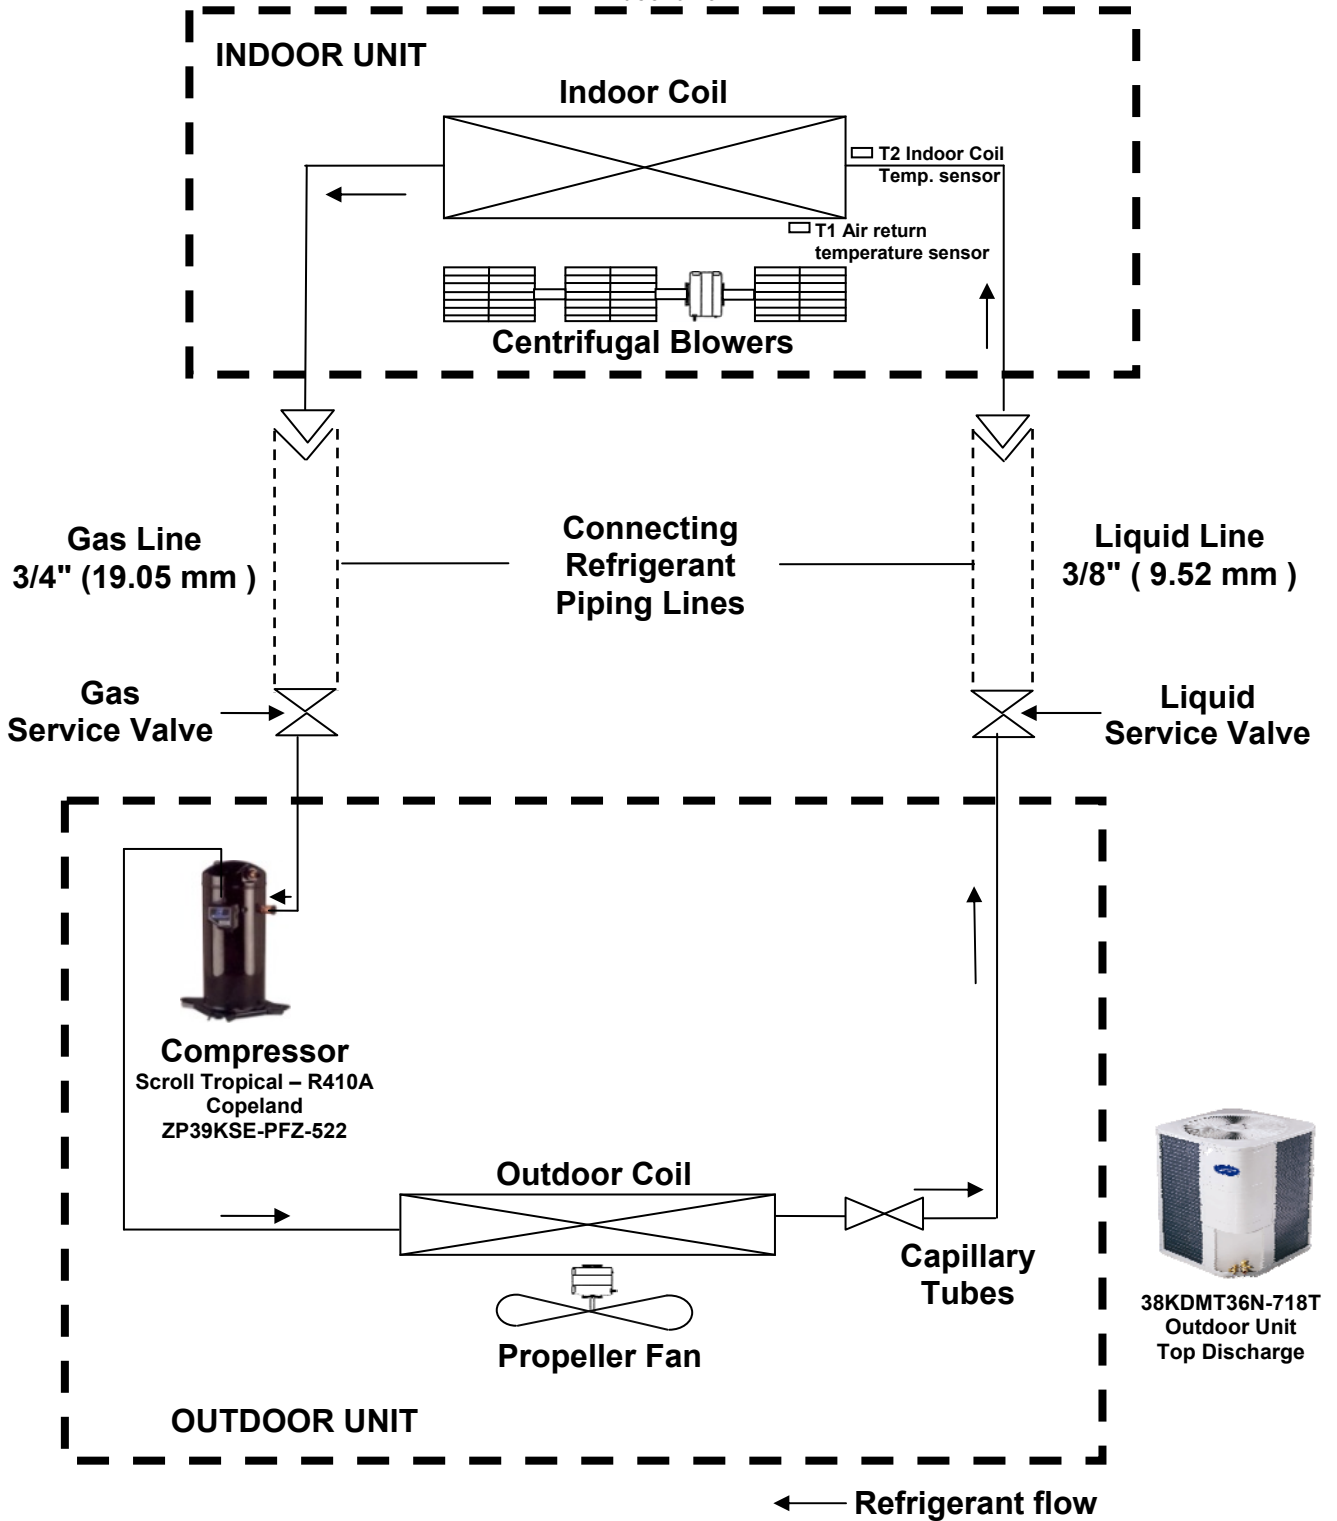 INDOOR UNIT
Indoor Coil
T2 Indoor Coil
Temp. sensor
T1 Air return
temperature sensor
Centrifugal Blowers
Gas Line
3/4" (19.05 mm )
Connecting
Refrigerant
Piping Lines
Liquid Line
3/8" ( 9.52 mm )
Gas
Service Valve
Liquid
Service Valve
Compressor
Scroll Tropical – R410A
Copeland
ZP39KSE-PFZ-522
Outdoor Coil
Capillary
Tubes
Propeller Fan
38KDMT36N-718T
Outdoor Unit
Top Discharge
OUTDOOR UNIT
Refrigerant flow